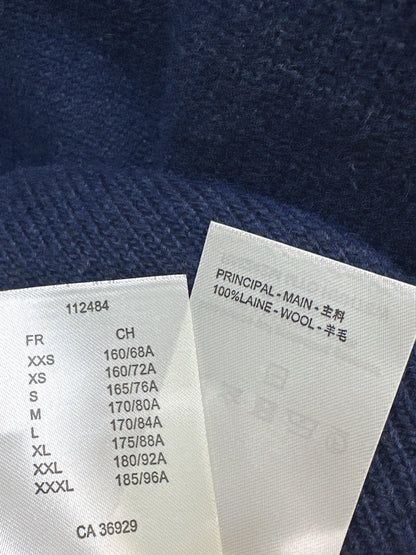 112484
FR CH
XXS 160/68A
XS 160/72A
S 165/76A
M 170/80A
L 170/84A
XL 175/88A
XXL 180/92A
XXXL 185/96A
CA 36929
PRINCIPAL - MAN - 主料
100%LAINE - WOOL - 羊毛